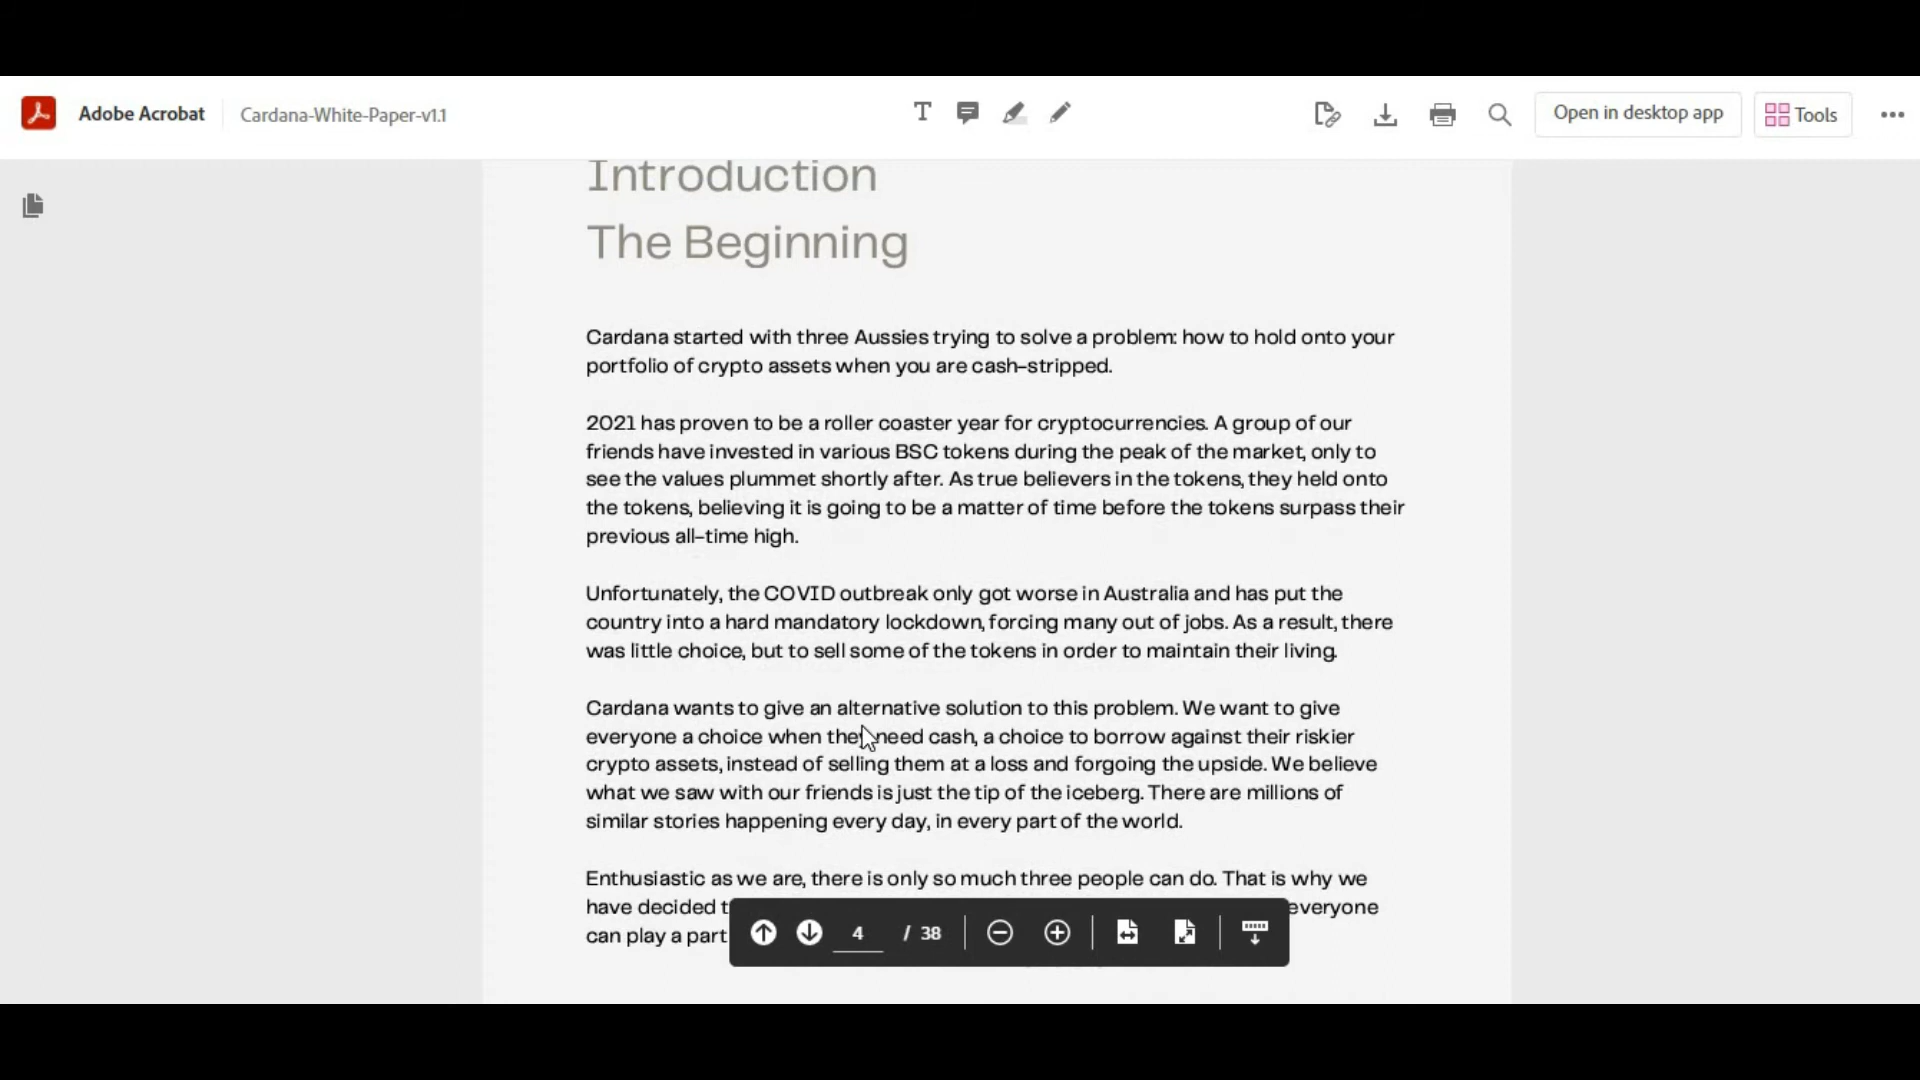 Adobe Acrobat
Cardana-White-Paper-v1.1
Open in desktop app
Tools
Introduction
The Beginning
Cardana started with three Aussies trying to solve a problem: how to hold onto your
portfolio of crypto assets when you are cash-stripped.
2021 has proven to be a roller coaster year for cryptocurrencies. A group of our
friends have invested in various BSC tokens during the peak of the market, only to
see the values plummet shortly after. As true believers in the tokens, they held onto
the tokens, believing it is going to be a matter of time before the tokens surpass their
previous all-time high.
Unfortunately, the COVID outbreak only got worse in Australia and has put the
country into a hard mandatory lockdown, forcing many out of jobs. As a result, there
was little choice, but to sell some of the tokens in order to maintain their living.
Cardana wants to give an alternative solution to this problem. We want to give
everyone a choice when they need cash, a choice to borrow against their riskier
crypto assets, instead of selling them at a loss and forgoing the upside. We believe
what we saw with our friends is just the tip of the iceberg. There are millions of
similar stories happening every day, in every part of the world.
Enthusiastic as we are, there is only so much three people can do. That is why we
have decided everyone
can play a part
4 / 38